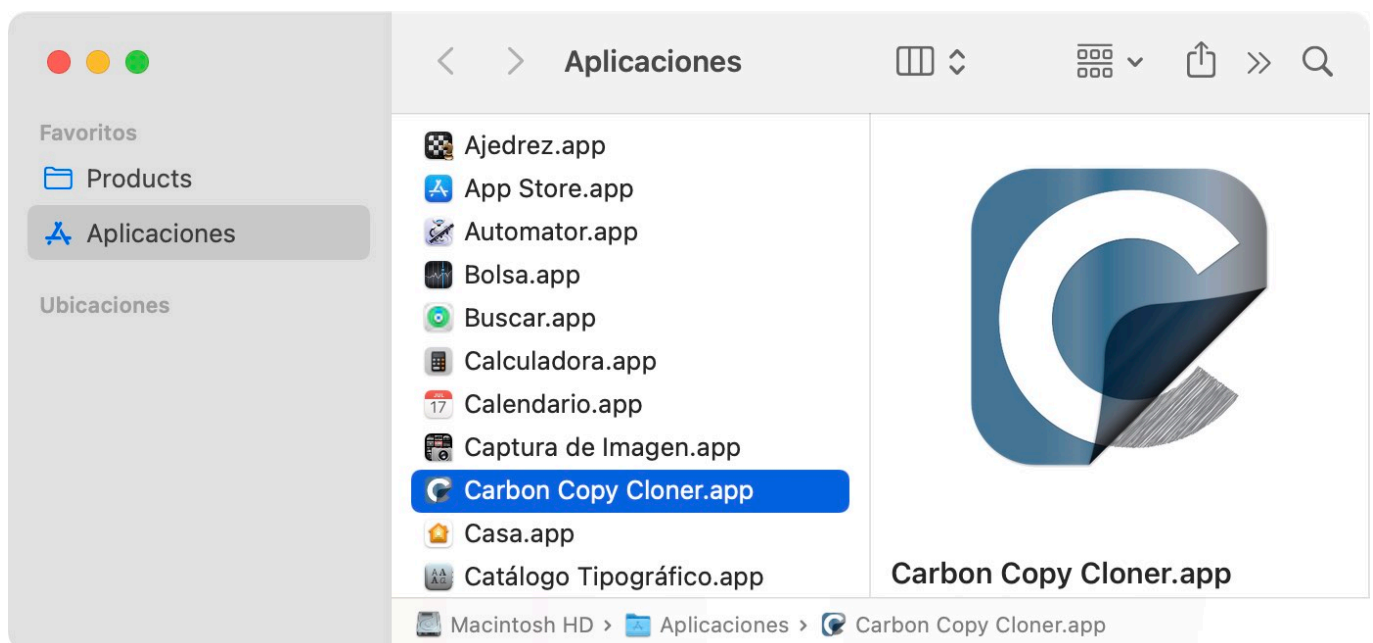 Aplicaciones
Favoritos
Products
Aplicaciones
Ubicaciones
Ajedrez.app
App Store.app
Automator.app
Bolsa.app
Buscar.app
Calculadora.app
Calendario.app
Captura de Imagen.app
Carbon Copy Cloner.app
Casa.app
Catálogo Tipográfico.app
Carbon Copy Cloner.app
Macintosh HD › Aplicaciones › Carbon Copy Cloner.app